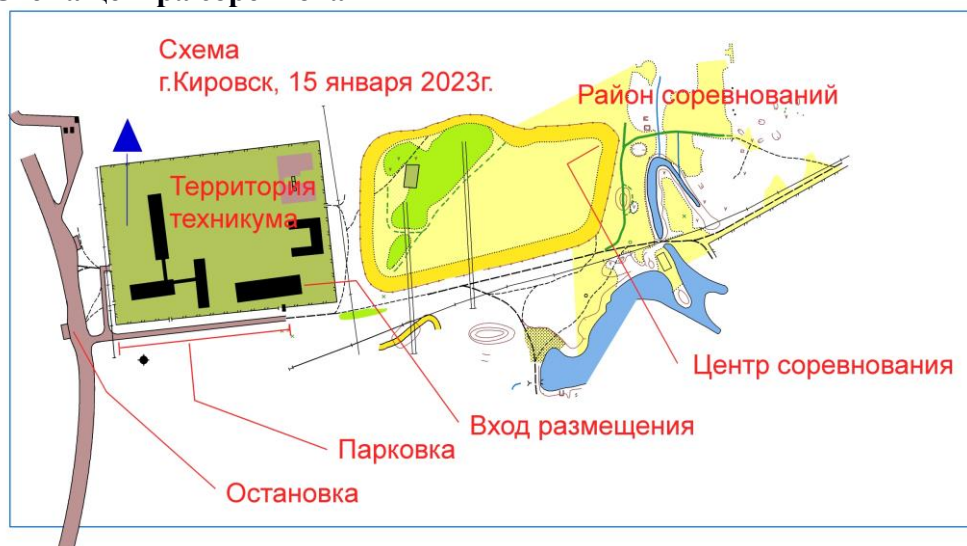 Схема
г.Кировск, 15 января 2023г.
Район соревнований
Территория
техникума
Центр соревнования
Вход размещения
Парковка
Остановка